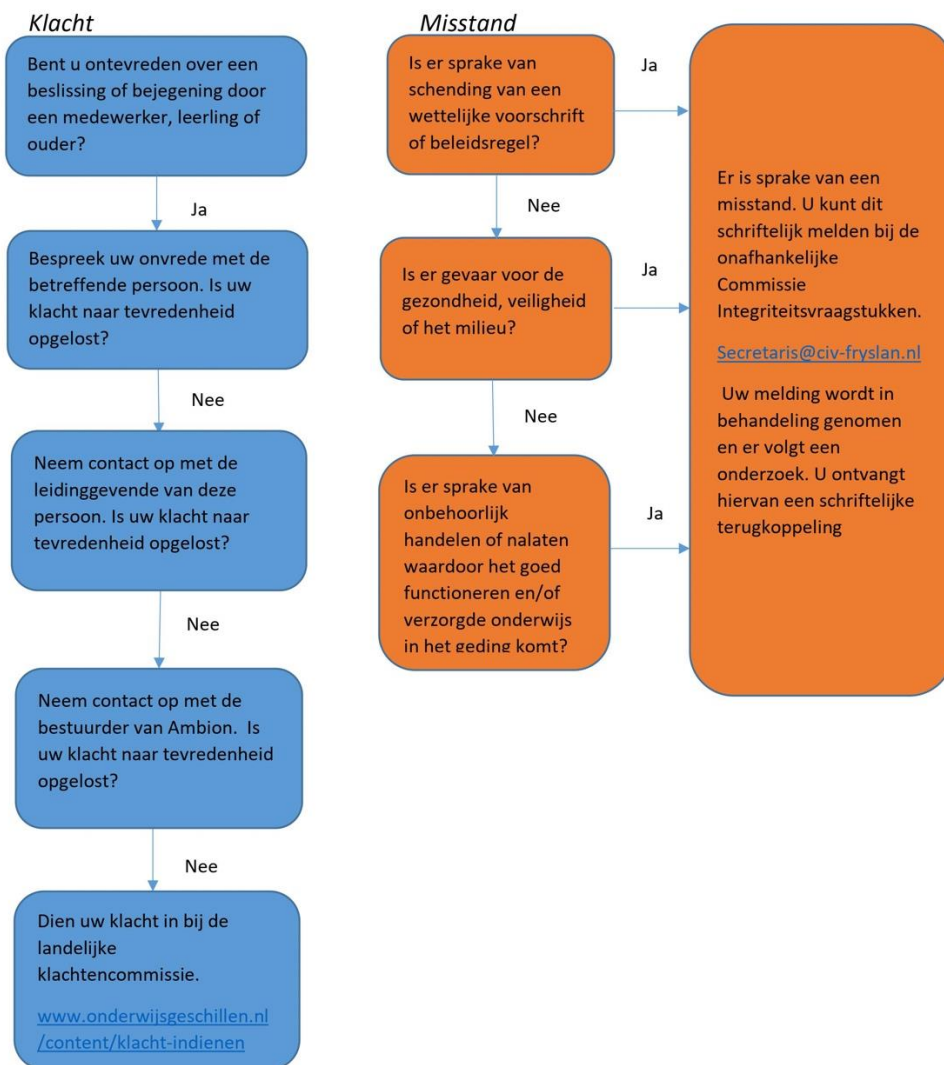 Klacht
Bent u ontevreden over een
beslissing of bejegening door
een medewerker, leerling of
ouder?
Ja
Bespreek uw onvrede met de
betreffende persoon. Is uw
klacht naar tevredenheid
opgelost?
Nee
Neem contact op met de
leidinggevende van deze
persoon. Is uw klacht naar
tevredenheid opgelost?
Nee
Neem contact op met de
bestuurder van Ambion. Is
uw klacht naar tevredenheid
opgelost?
Nee
Dien uw klacht in bij de
landelijke
klachtencommissie.
www.onderwijsgeschillen.nl
/content/klacht-indienen
Misstand
Is er sprake van
schending van een
wettelijke voorschrift
of beleidsregel?
Ja
Nee
Is er gevaar voor de
gezondheid, veiligheid
of het milieu?
Ja
Nee
Is er sprake van
onbehoorlijk
handelen of nalaten
waardoor het goed
functioneren en/of
verzorgde onderwijs
in het geding komt?
Ja
Er is sprake van een
misstand. U kunt dit
schriftelijk melden bij de
onafhankelijke
Commissie
Integriteitsvraagstukken.
Secretaris@civ-fryslan.nl
Uw melding wordt in
behandeling genomen
en er volgt een
onderzoek. U ontvangt
hiervan een schriftelijke
terugkoppeling